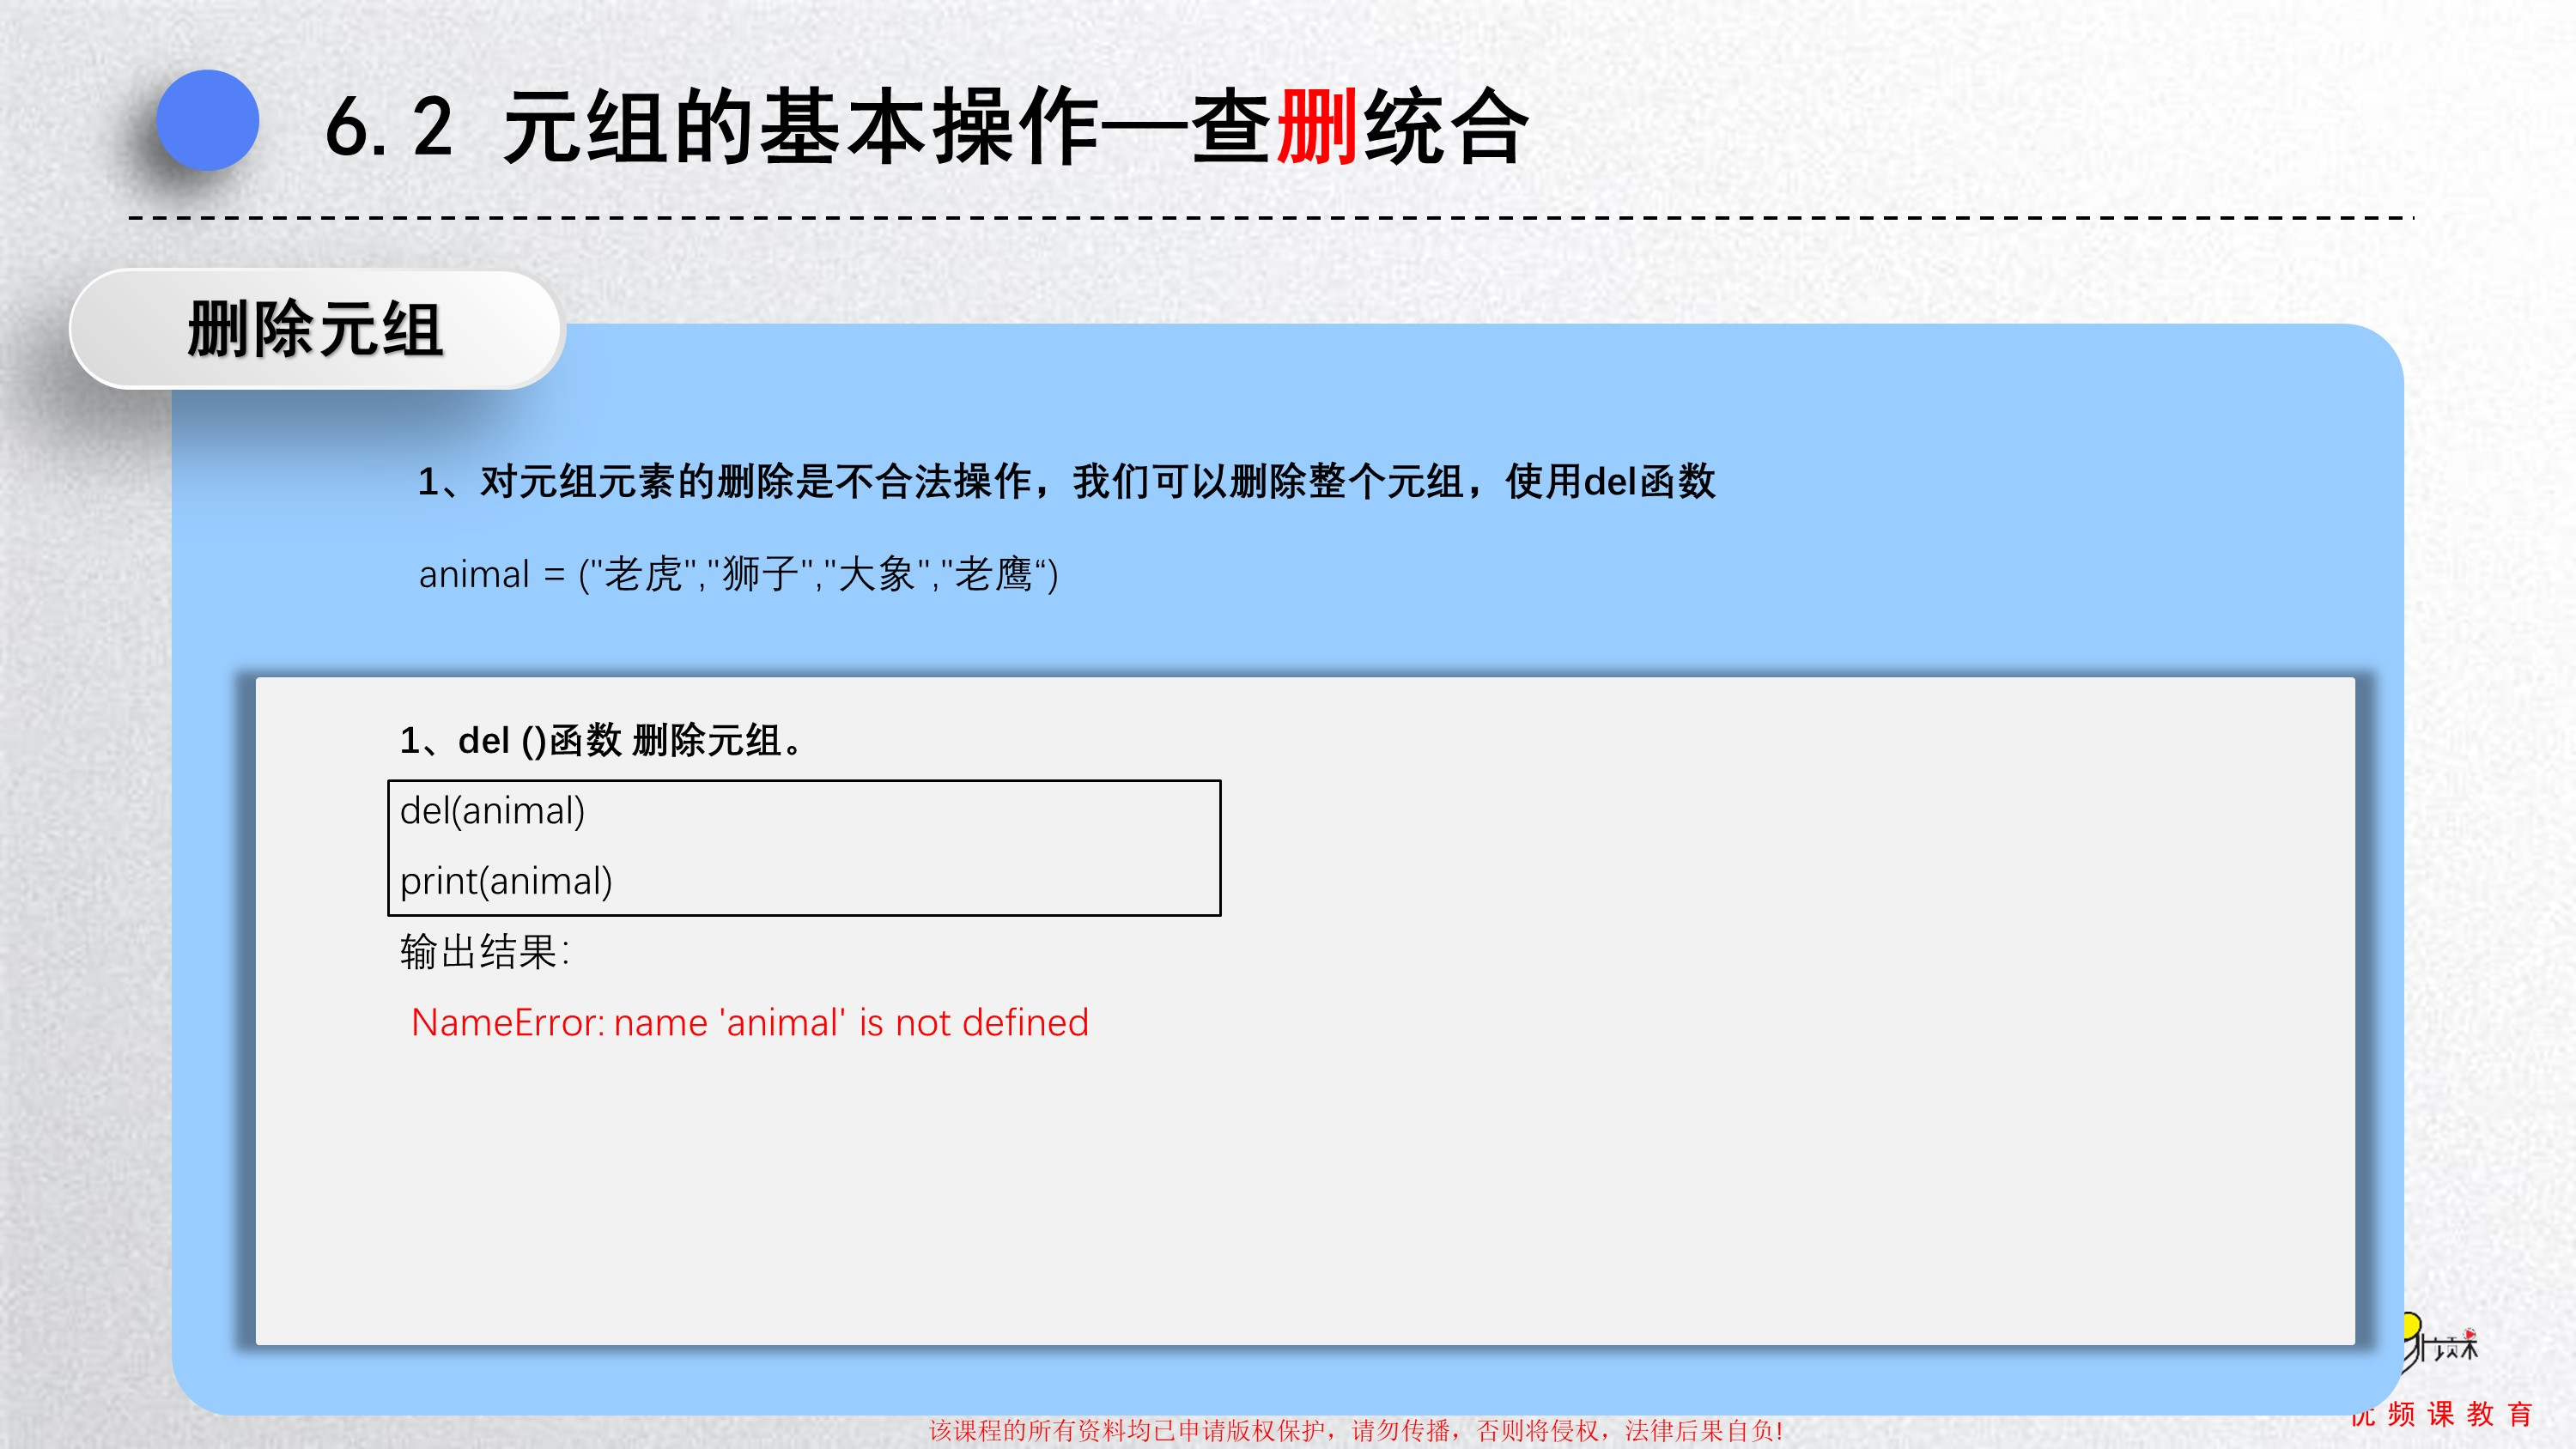 6.2 元组的基本操作—查删统合
删除元组
1、对元组元素的删除是不合法操作，我们可以删除整个元组，使用del函数
animal = ("老虎","狮子","大象","老鹰“)
1、del ()函数 删除元组。
del(animal)
print(animal)
输出结果：
NameError: name 'animal' is not defined
优频课教育
该课程的所有资料均已申请版权保护，请勿传播，否则将侵权，法律后果自负!